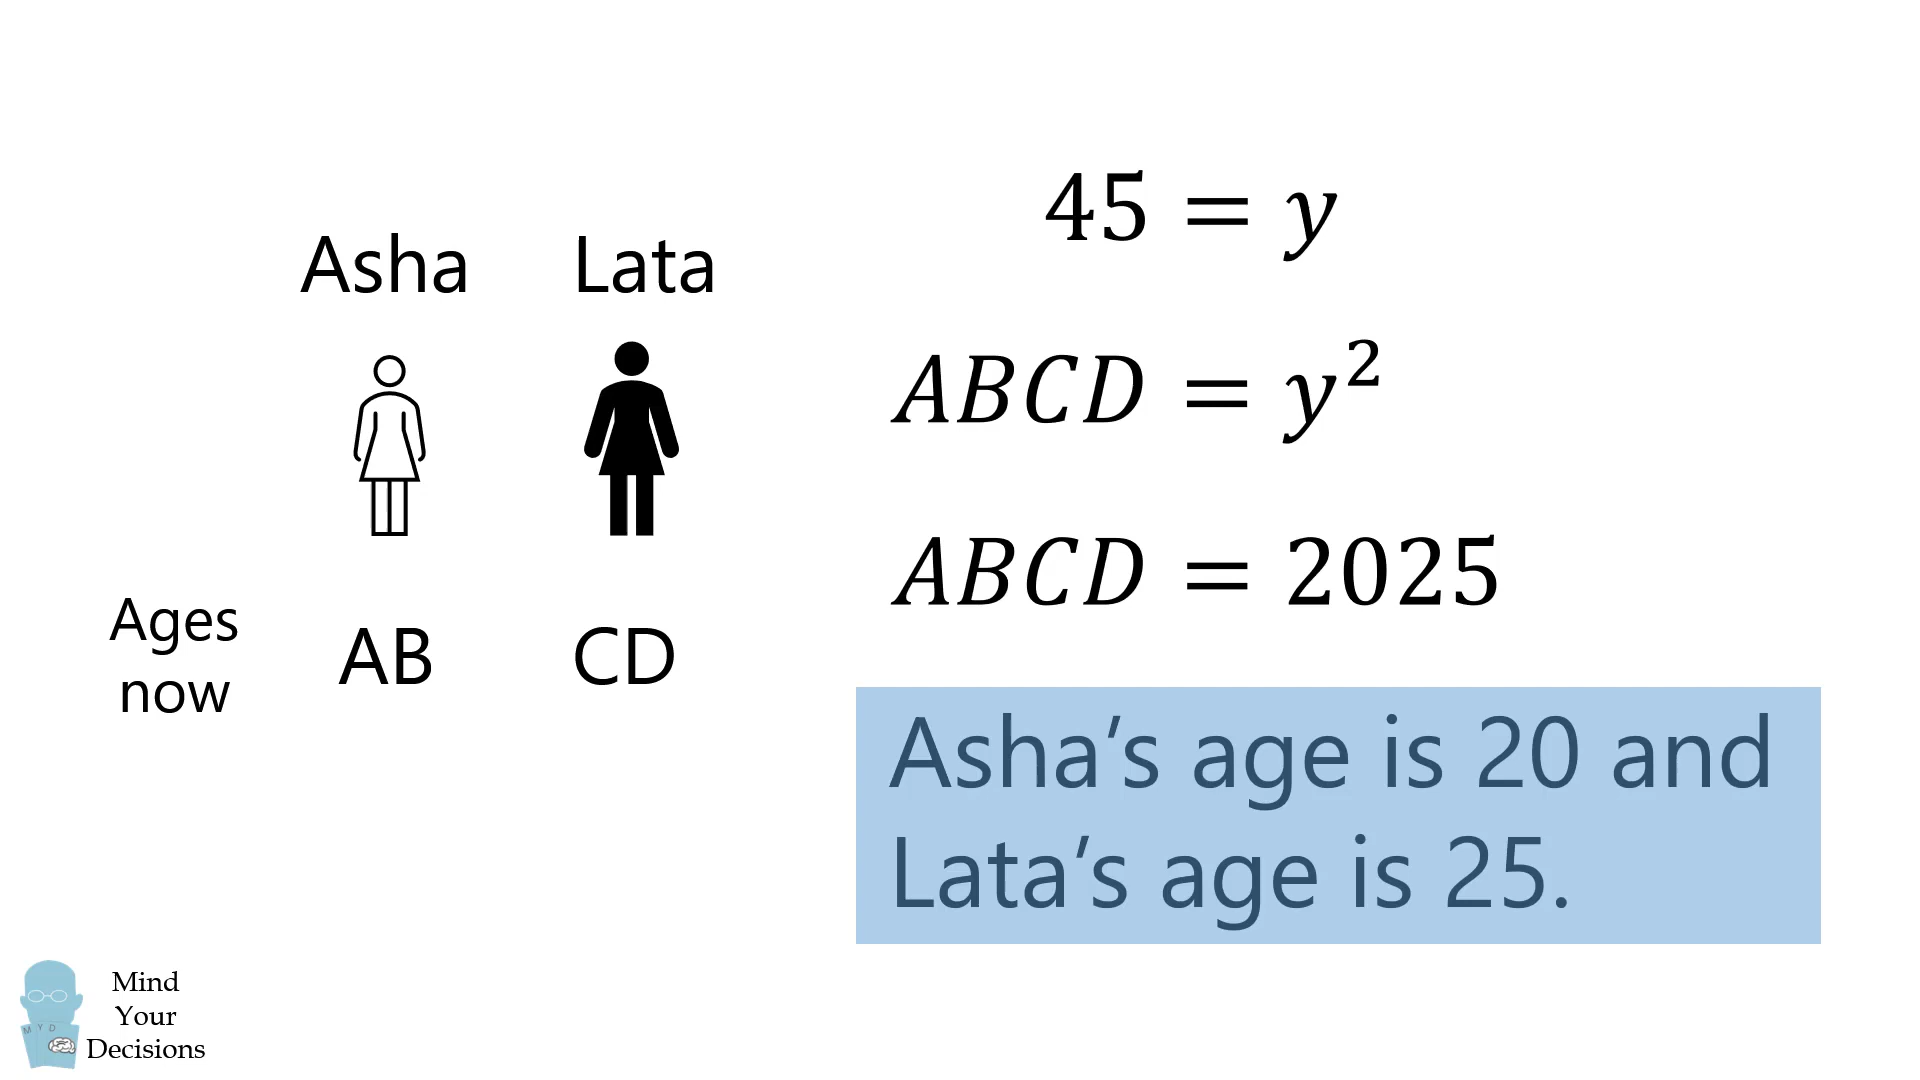 Asha Lata
Ages
now
AB CD
45 = y
ABCD = y²
ABCD = 2025
Asha’s age is 20 and
Lata’s age is 25.
M Y D
Mind
Your
Decisions